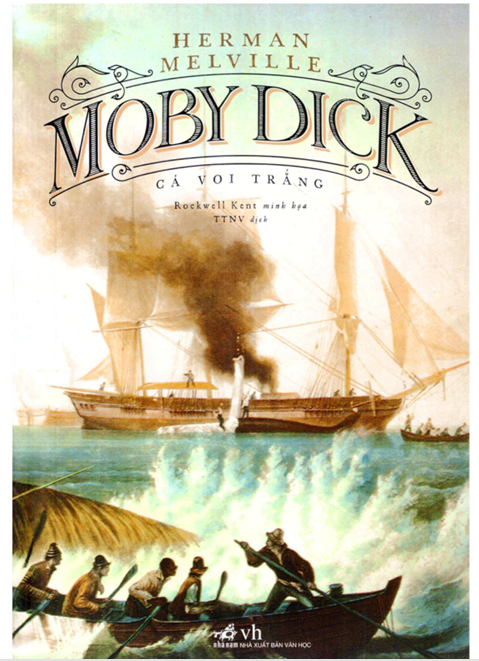 HERMAN
MELVILLE
MOBY DICK
CÁ VOI TRẮNG
Rockwell Kent minh họa
TTNV dịch
vh
nhã nam NHÀ XUẤT BẢN VĂN HỌC